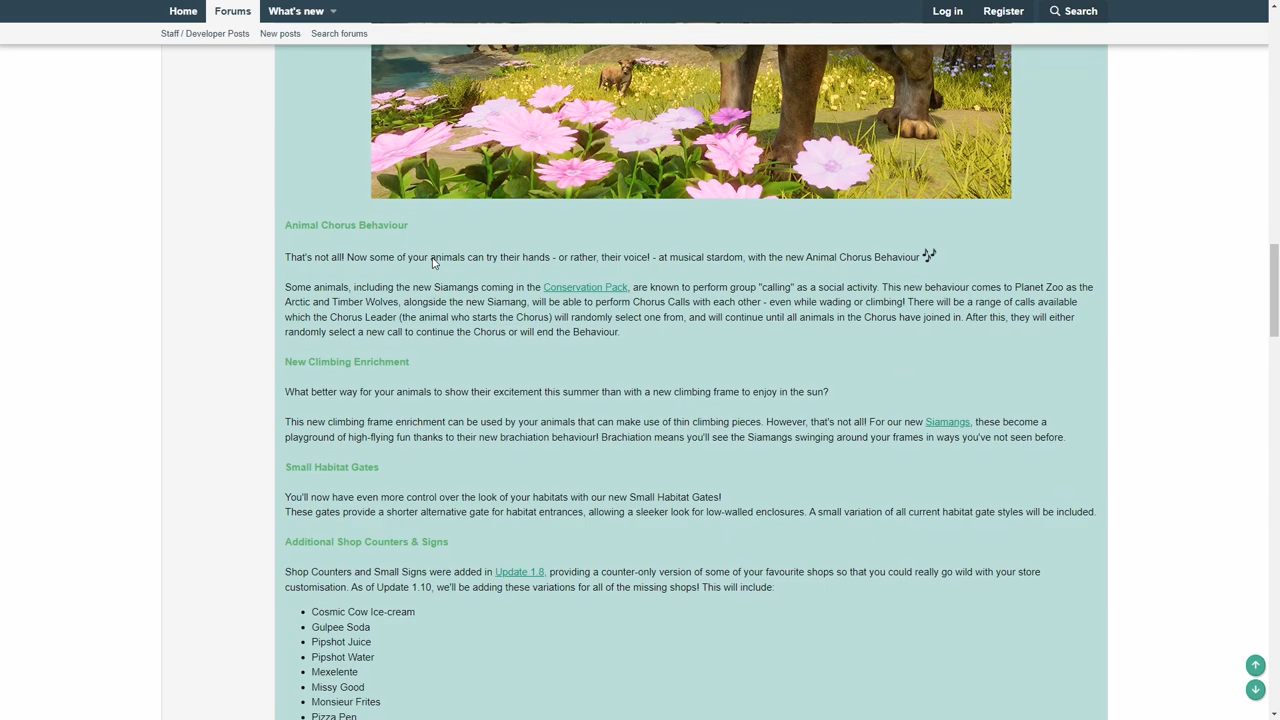 Home Forums What's new Log in Register Search
Staff / Developer Posts New posts Search forums
Animal Chorus Behaviour
That's not all! Now some of your animals can try their hands - or rather, their voice! - at musical stardom, with the new Animal Chorus Behaviour 🎶
Some animals, including the new Siamangs coming in the Conservation Pack, are known to perform group "calling" as a social activity. This new behaviour comes to Planet Zoo as the
Arctic and Timber Wolves, alongside the new Siamang, will be able to perform Chorus Calls with each other - even while wading or climbing! There will be a range of calls available
which the Chorus Leader (the animal who starts the Chorus) will randomly select one from, and will continue until all animals in the Chorus have joined in. After this, they will either
randomly select a new call to continue the Chorus or will end the Behaviour.
New Climbing Enrichment
What better way for your animals to show their excitement this summer than with a new climbing frame to enjoy in the sun?
This new climbing frame enrichment can be used by your animals that can make use of thin climbing pieces. However, that's not all! For our new Siamangs, these become a
playground of high-flying fun thanks to their new brachiation behaviour! Brachiation means you'll see the Siamangs swinging around your frames in ways you've not seen before.
Small Habitat Gates
You'll now have even more control over the look of your habitats with our new Small Habitat Gates!
These gates provide a shorter alternative gate for habitat entrances, allowing a sleeker look for low-walled enclosures. A small variation of all current habitat gate styles will be included.
Additional Shop Counters & Signs
Shop Counters and Small Signs were added in Update 1.8, providing a counter-only version of some of your favourite shops so that you could really go wild with your store
customisation. As of Update 1.10, we'll be adding these variations for all of the missing shops! This will include:
• Cosmic Cow Ice-cream
• Gulpee Soda
• Pipshot Juice
• Pipshot Water
• Mexelente
• Missy Good
• Monsieur Frites
• Pizza Pen